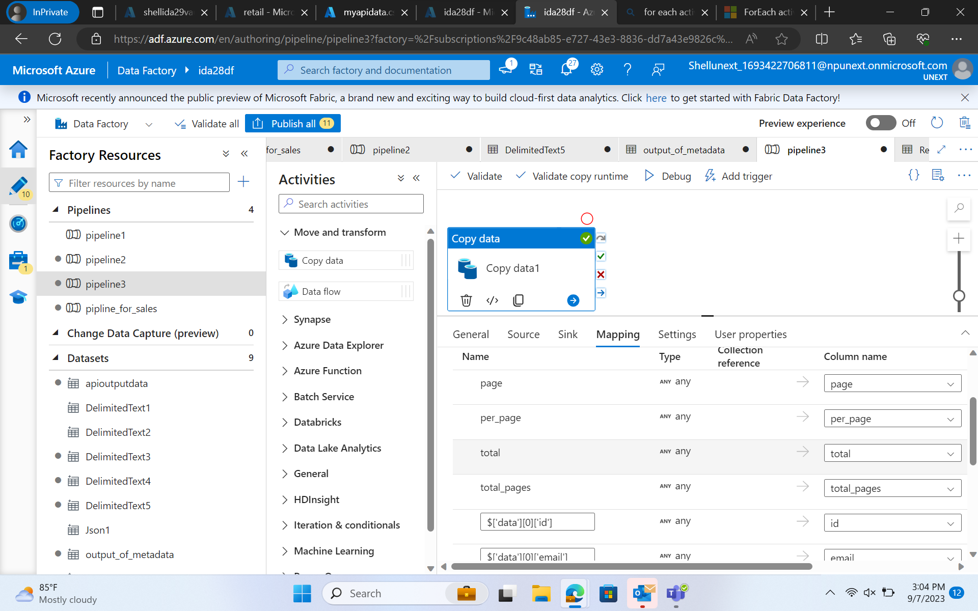 InPrivate
shellida29va
retail - Micro
myapidata.c
ida28df - Mi
ida28df - Az
for each acti
ForEach activ
https://adf.azure.com/en/authoring/pipeline/pipeline3?factory=%2Fsubscriptions%2F9c48ab85-e727-43e3-8836-dd7a43e9826c%...
Microsoft Azure
Data Factory
ida28df
Search factory and documentation
1
27
Shellunext_1693422706811@npunext.onmicrosoft.com
UNEXT
Microsoft recently announced the public preview of Microsoft Fabric, a brand new and exciting way to build cloud-first data analytics. Click here to get started with Fabric Data Factory!
Data Factory
Validate all
Publish all 11
Preview experience
Off
10
1
Factory Resources
Filter resources by name
Pipelines 4
pipeline1
pipeline2
pipeline3
pipline_for_sales
Change Data Capture (preview) 0
Datasets 9
apioutputdata
DelimitedText1
DelimitedText2
DelimitedText3
DelimitedText4
DelimitedText5
Json1
output_of_metadata
for_sales
pipeline2
DelimitedText5
output_of_metadata
pipeline3
Re
Activities
Search activities
Move and transform
Copy data
Data flow
Synapse
Azure Data Explorer
Azure Function
Batch Service
Databricks
Data Lake Analytics
General
HDInsight
Iteration & conditionals
Machine Learning
Validate
Validate copy runtime
Debug
Add trigger
Copy data
Copy data1
General
Source
Sink
Mapping
Settings
User properties
Name
Type
Collection reference
Column name
page ANY any page
per_page ANY any per_page
total ANY any total
total_pages ANY any total_pages
$['data'][0]['id'] ANY any id
$['data'][0]['email'] ANY any email
85°F
Mostly cloudy
Search
3:04 PM
9/7/2023
12